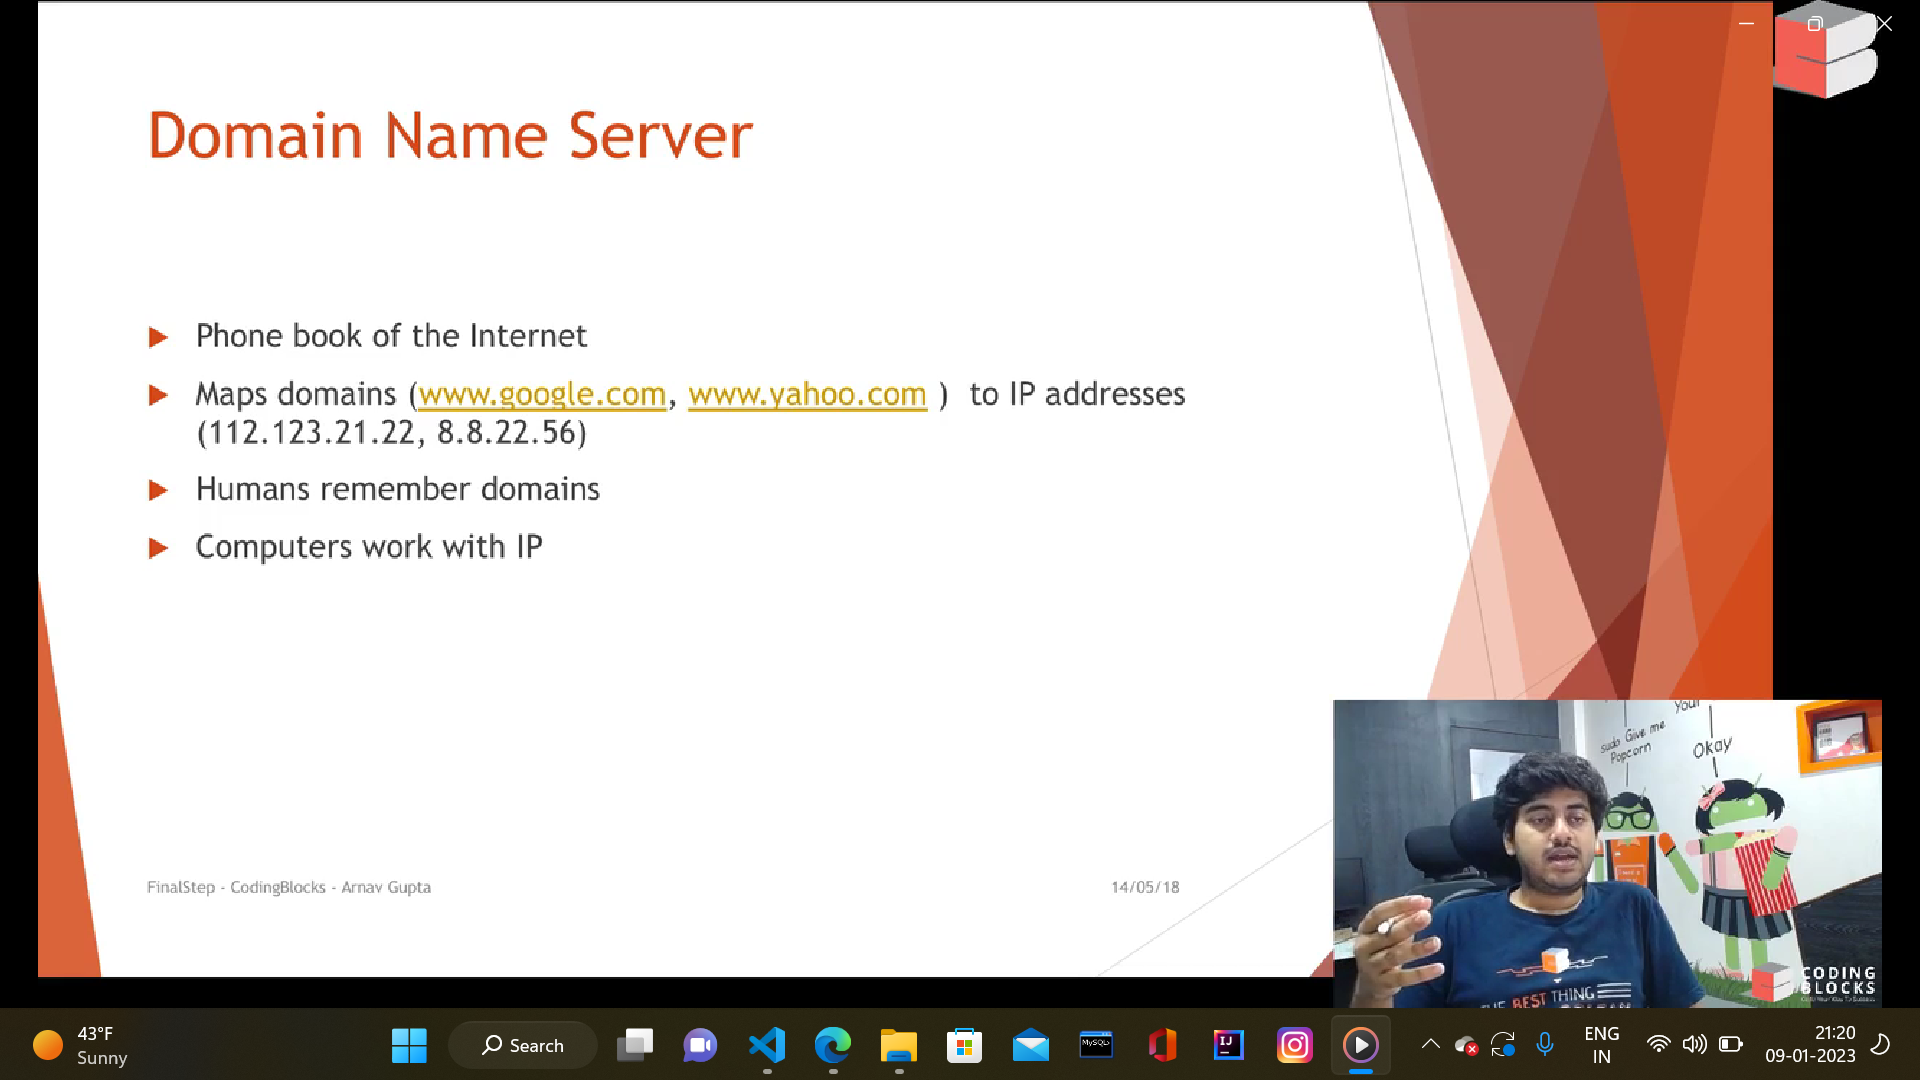 Domain Name Server
Phone book of the Internet
Maps domains (www.google.com, www.yahoo.com ) to IP addresses
(112.123.21.22, 8.8.22.56)
Humans remember domains
Computers work with IP
FinalStep - CodingBlocks - Arnav Gupta
14/05/18
sudo Give me
Popcorn
Your
Okay
THE BEST THING
CODING
BLOCKS
43°F
Sunny
Search
MySQL
IJ
ENG
IN
21:20
09-01-2023